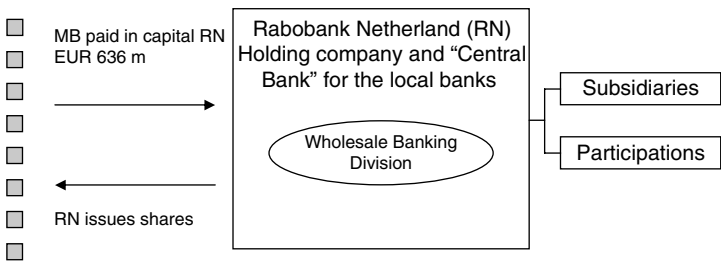 MB paid in capital RN
EUR 636 m
RN issues shares
Rabobank Netherland (RN)
Holding company and “Central
Bank” for the local banks
Wholesale Banking
Division
Subsidiaries
Participations